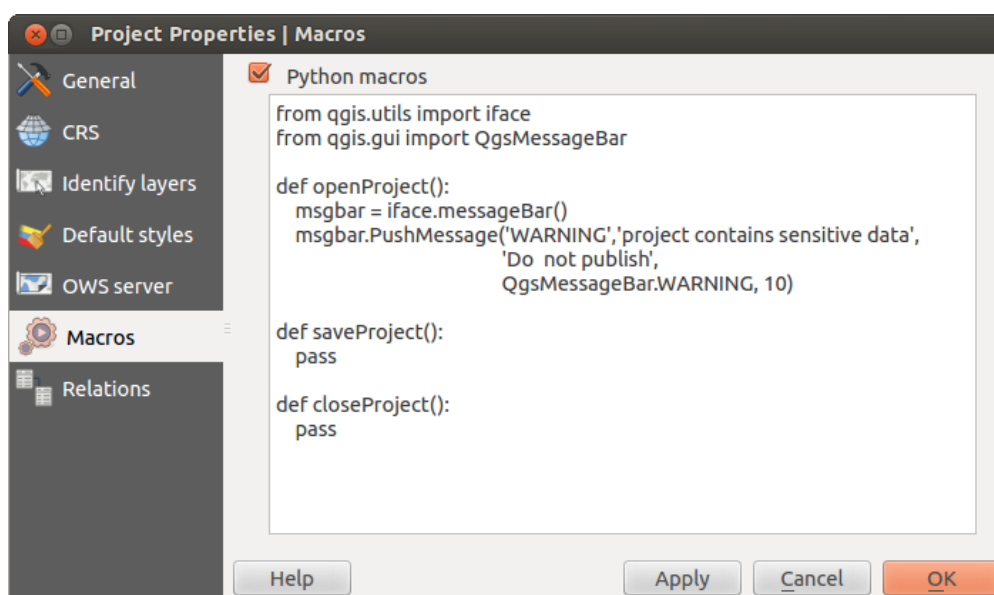 Project Properties | Macros
General
CRS
Identify layers
Default styles
OWS server
Macros
Relations
Python macros
from qgis.utils import iface
from qgis.gui import QgsMessageBar
def openProject():
msgbar = iface.messageBar()
msgbar.PushMessage('WARNING','project contains sensitive data',
'Do  not publish',
QgsMessageBar.WARNING, 10)
def saveProject():
pass
def closeProject():
pass
Help
Apply
Cancel
OK